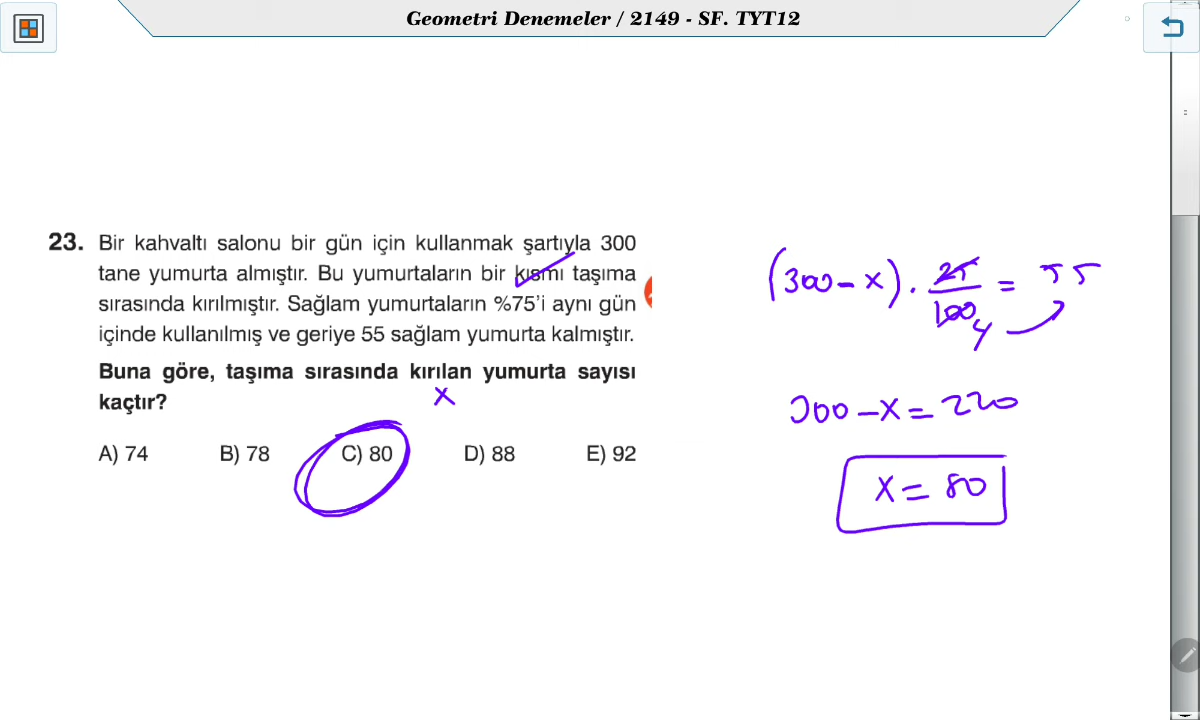 Geometri Denemeler / 2149 - SF. TYT12
23. Bir kahvaltı salonu bir gün için kullanmak şartıyla 300
tane yumurta almıştır. Bu yumurtaların bir kısmı taşıma
sırasında kırılmıştır. Sağlam yumurtaların %75'i aynı gün
içinde kullanılmış ve geriye 55 sağlam yumurta kalmıştır.
Buna göre, taşıma sırasında kırılan yumurta sayısı
kaçtır?
x
A) 74 B) 78 C) 80 D) 88 E) 92
(300-x) . 25/100 = 55
4
300-x=220
x=80